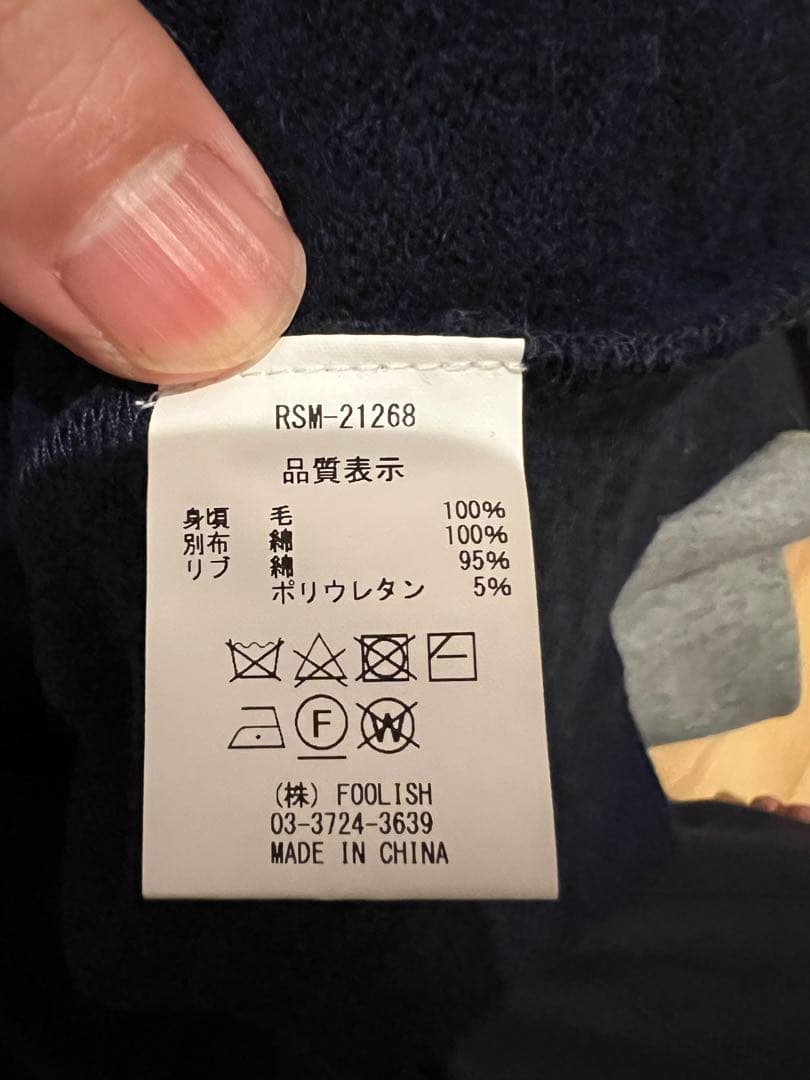 RSM-21268
品質表示
身頃 毛 100%
別布 綿 100%
リブ 綿 95%
ポリウレタン 5%
F W
(株) FOOLISH
03-3724-3639
MADE IN CHINA